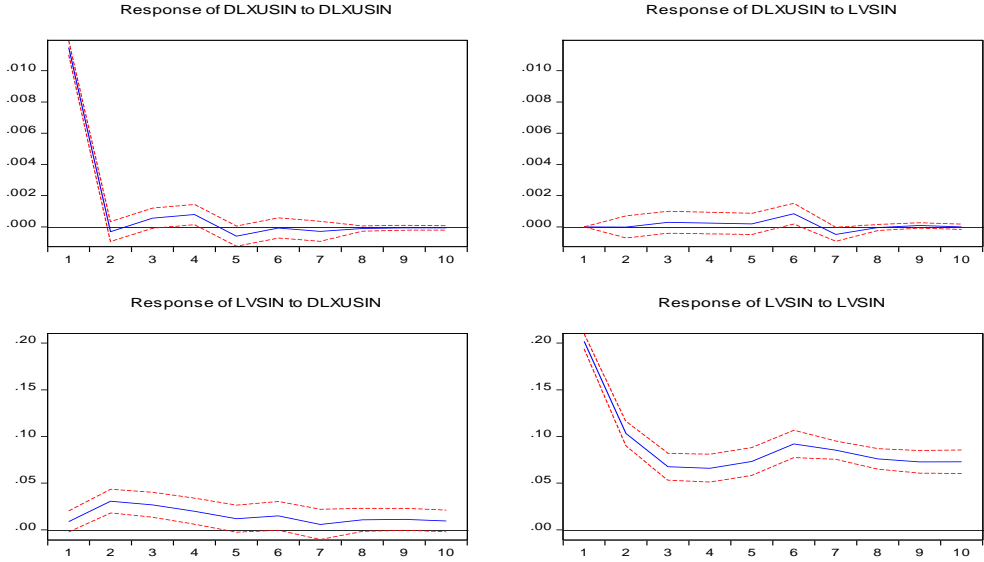 Response of DLXUSIN to DLXUSIN
.010
.008
.006
.004
.002
.000
1 2 3 4 5 6 7 8 9 10
Response of DLXUSIN to LVSIN
.010
.008
.006
.004
.002
.000
1 2 3 4 5 6 7 8 9 10
Response of LVSIN to DLXUSIN
.20
.15
.10
.05
.00
1 2 3 4 5 6 7 8 9 10
Response of LVSIN to LVSIN
.20
.15
.10
.05
.00
1 2 3 4 5 6 7 8 9 10